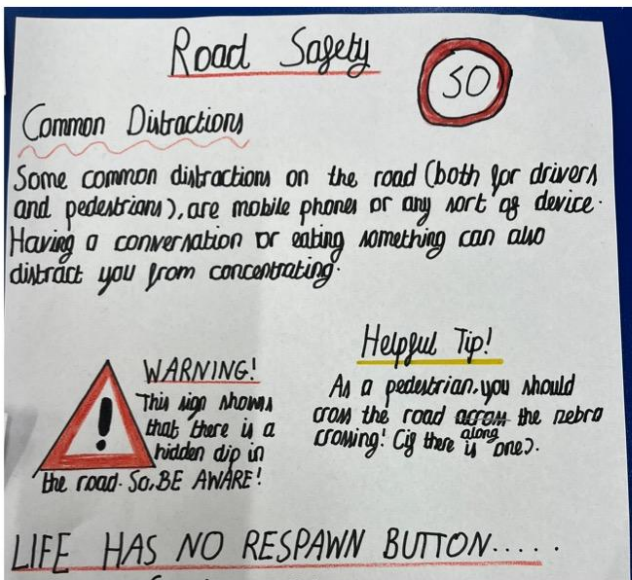 Road Safety
50
Common Distractions
Some common distractions on the road (both for drivers
and pedestrians), are mobile phones or any sort of device.
Having a conversation or eating something can also
distract you from concentrating.
WARNING!
This sign shows
that there is a
hidden dip in
the road. So, BE AWARE!
!
Helpful Tip!
As a pedestrian, you should
cross the road across the zebra
along
crossing! (if there is one).
LIFE HAS NO RESPAWN BUTTON.....